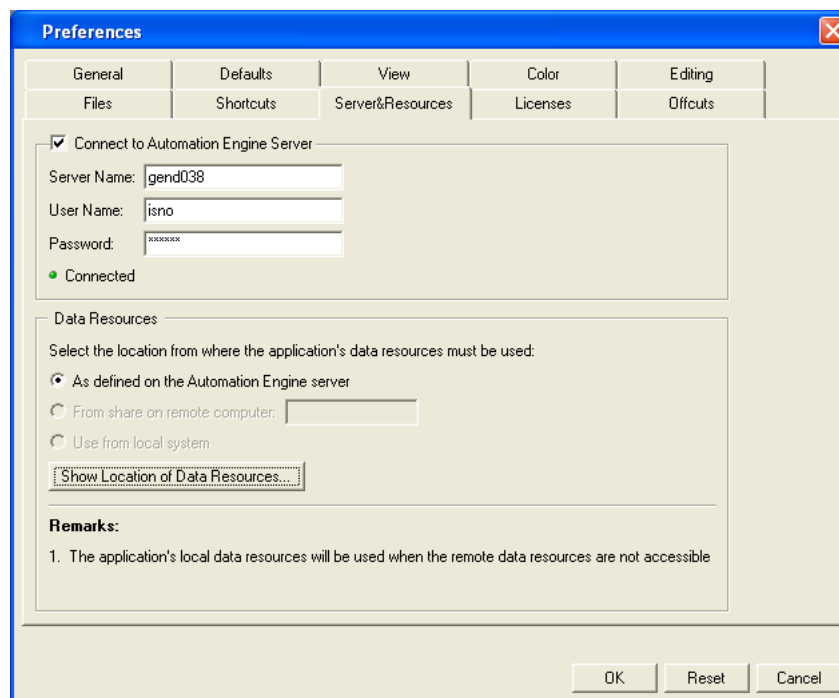 Preferences
General Defaults View Color Editing
Files Shortcuts Server&Resources Licenses Offcuts
Connect to Automation Engine Server
Server Name: gend038
User Name: isno
Password: ******
Connected
Data Resources
Select the location from where the application's data resources must be used:
As defined on the Automation Engine server
From share on remote computer:
Use from local system
Show Location of Data Resources...
Remarks:
1. The application's local data resources will be used when the remote data resources are not accessible
OK Reset Cancel